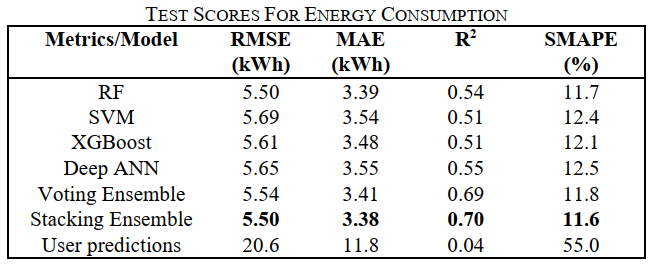 TEST SCORES FOR ENERGY CONSUMPTION
Metrics/Model RMSE (kWh) MAE (kWh) R² SMAPE (%)
RF 5.50 3.39 0.54 11.7
SVM 5.69 3.54 0.51 12.4
XGBoost 5.61 3.48 0.51 12.1
Deep ANN 5.65 3.55 0.55 12.5
Voting Ensemble 5.54 3.41 0.69 11.8
Stacking Ensemble 5.50 3.38 0.70 11.6
User predictions 20.6 11.8 0.04 55.0